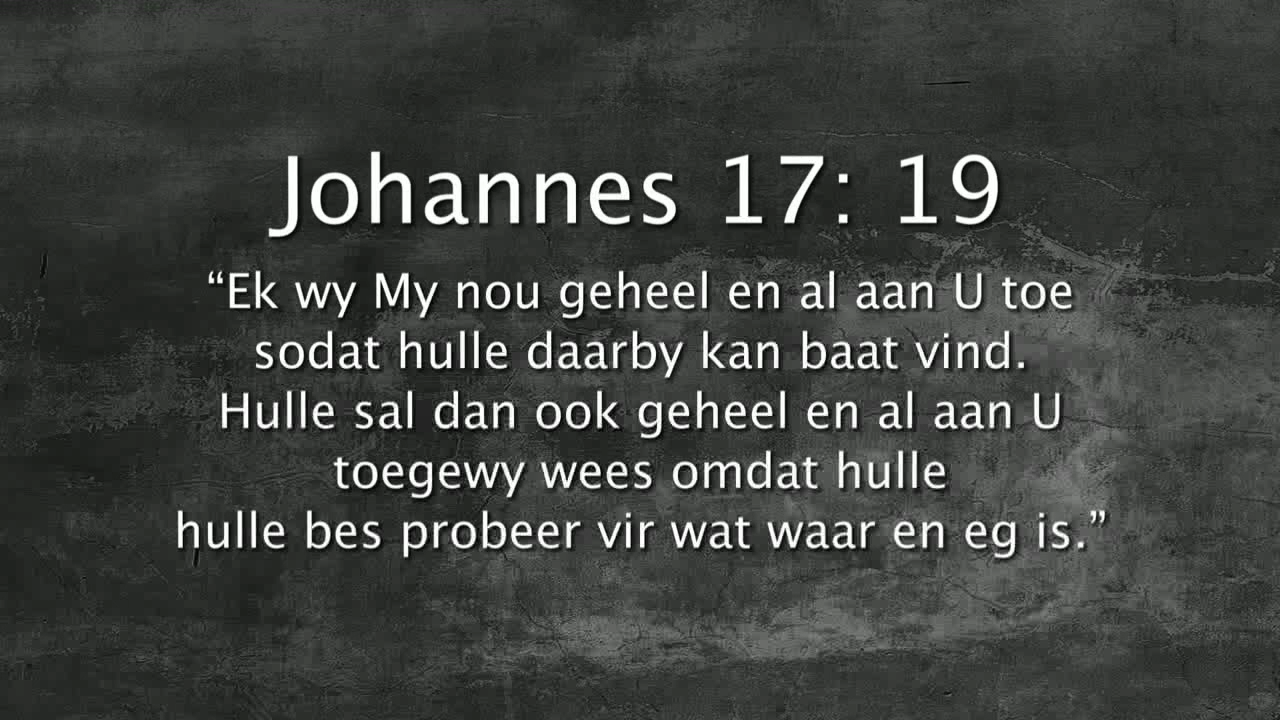 Johannes 17: 19
“Ek wy My nou geheel en al aan U toe
sodat hulle daarby kan baat vind.
Hulle sal dan ook geheel en al aan U
toegewy wees omdat hulle
hulle bes probeer vir wat waar en eg is.”